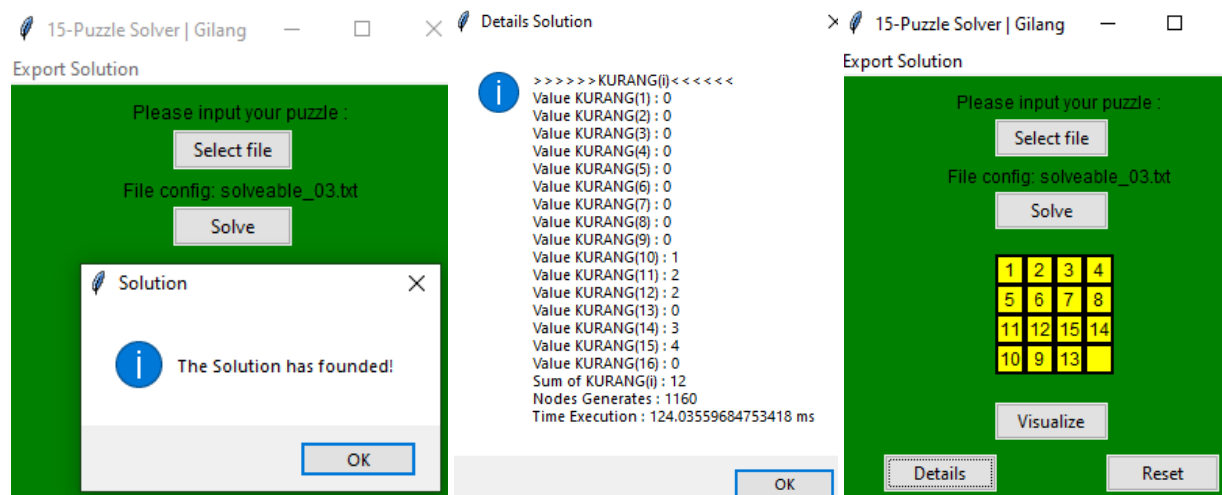 15-Puzzle Solver | Gilang
Export Solution
Please input your puzzle :
Select file
File config: solveable_03.txt
Solve
Solution
The Solution has founded!
OK
Details Solution
>>>>>>KURANG(i)<<<<<<
Value KURANG(1) : 0
Value KURANG(2) : 0
Value KURANG(3) : 0
Value KURANG(4) : 0
Value KURANG(5) : 0
Value KURANG(6) : 0
Value KURANG(7) : 0
Value KURANG(8) : 0
Value KURANG(9) : 0
Value KURANG(10) : 1
Value KURANG(11) : 2
Value KURANG(12) : 2
Value KURANG(13) : 0
Value KURANG(14) : 3
Value KURANG(15) : 4
Value KURANG(16) : 0
Sum of KURANG(i) : 12
Nodes Generates : 1160
Time Execution : 124.03559684753418 ms
OK
15-Puzzle Solver | Gilang
Export Solution
Please input your puzzle :
Select file
File config: solveable_03.txt
Solve
1 2 3 4
5 6 7 8
11 12 15 14
10 9 13
Visualize
Details Reset